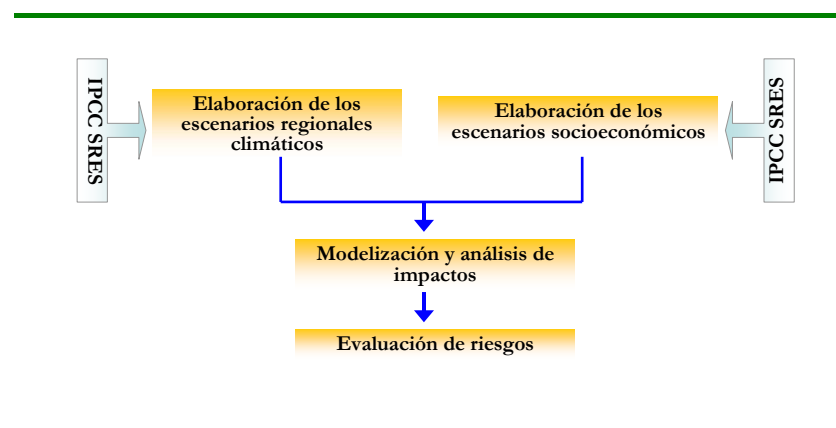 IPCC SRES
Elaboración de los
escenarios regionales
climáticos
Elaboración de los
escenarios socioeconómicos
IPCC SRES
Modelización y análisis de
impactos
Evaluación de riesgos